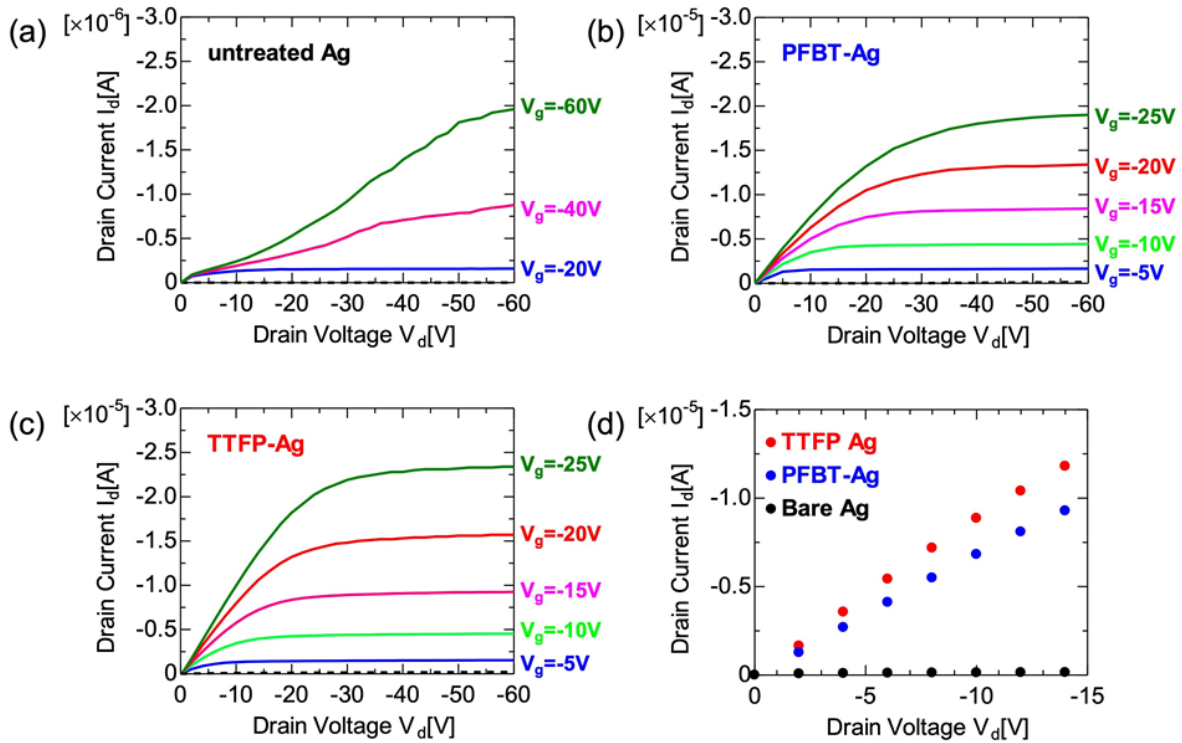 (a)
[×10⁻⁶]
-3.0
-2.5
-2.0
-1.5
-1.0
-0.5
0
Drain Current I_d[A]
untreated Ag
V_g=-60V
V_g=-40V
V_g=-20V
0 -10 -20 -30 -40 -50 -60
Drain Voltage V_d[V]
(b)
[×10⁻⁵]
-3.0
-2.5
-2.0
-1.5
-1.0
-0.5
0
Drain Current I_d[A]
PFBT-Ag
V_g=-25V
V_g=-20V
V_g=-15V
V_g=-10V
V_g=-5V
0 -10 -20 -30 -40 -50 -60
Drain Voltage V_d[V]
(c)
[×10⁻⁵]
-3.0
-2.5
-2.0
-1.5
-1.0
-0.5
0
Drain Current I_d[A]
TTFP-Ag
V_g=-25V
V_g=-20V
V_g=-15V
V_g=-10V
V_g=-5V
0 -10 -20 -30 -40 -50 -60
Drain Voltage V_d[V]
(d)
[×10⁻⁵]
-1.5
-1.0
-0.5
0
Drain Current I_d[A]
TTFP Ag
PFBT-Ag
Bare Ag
0 -5 -10 -15
Drain Voltage V_d[V]